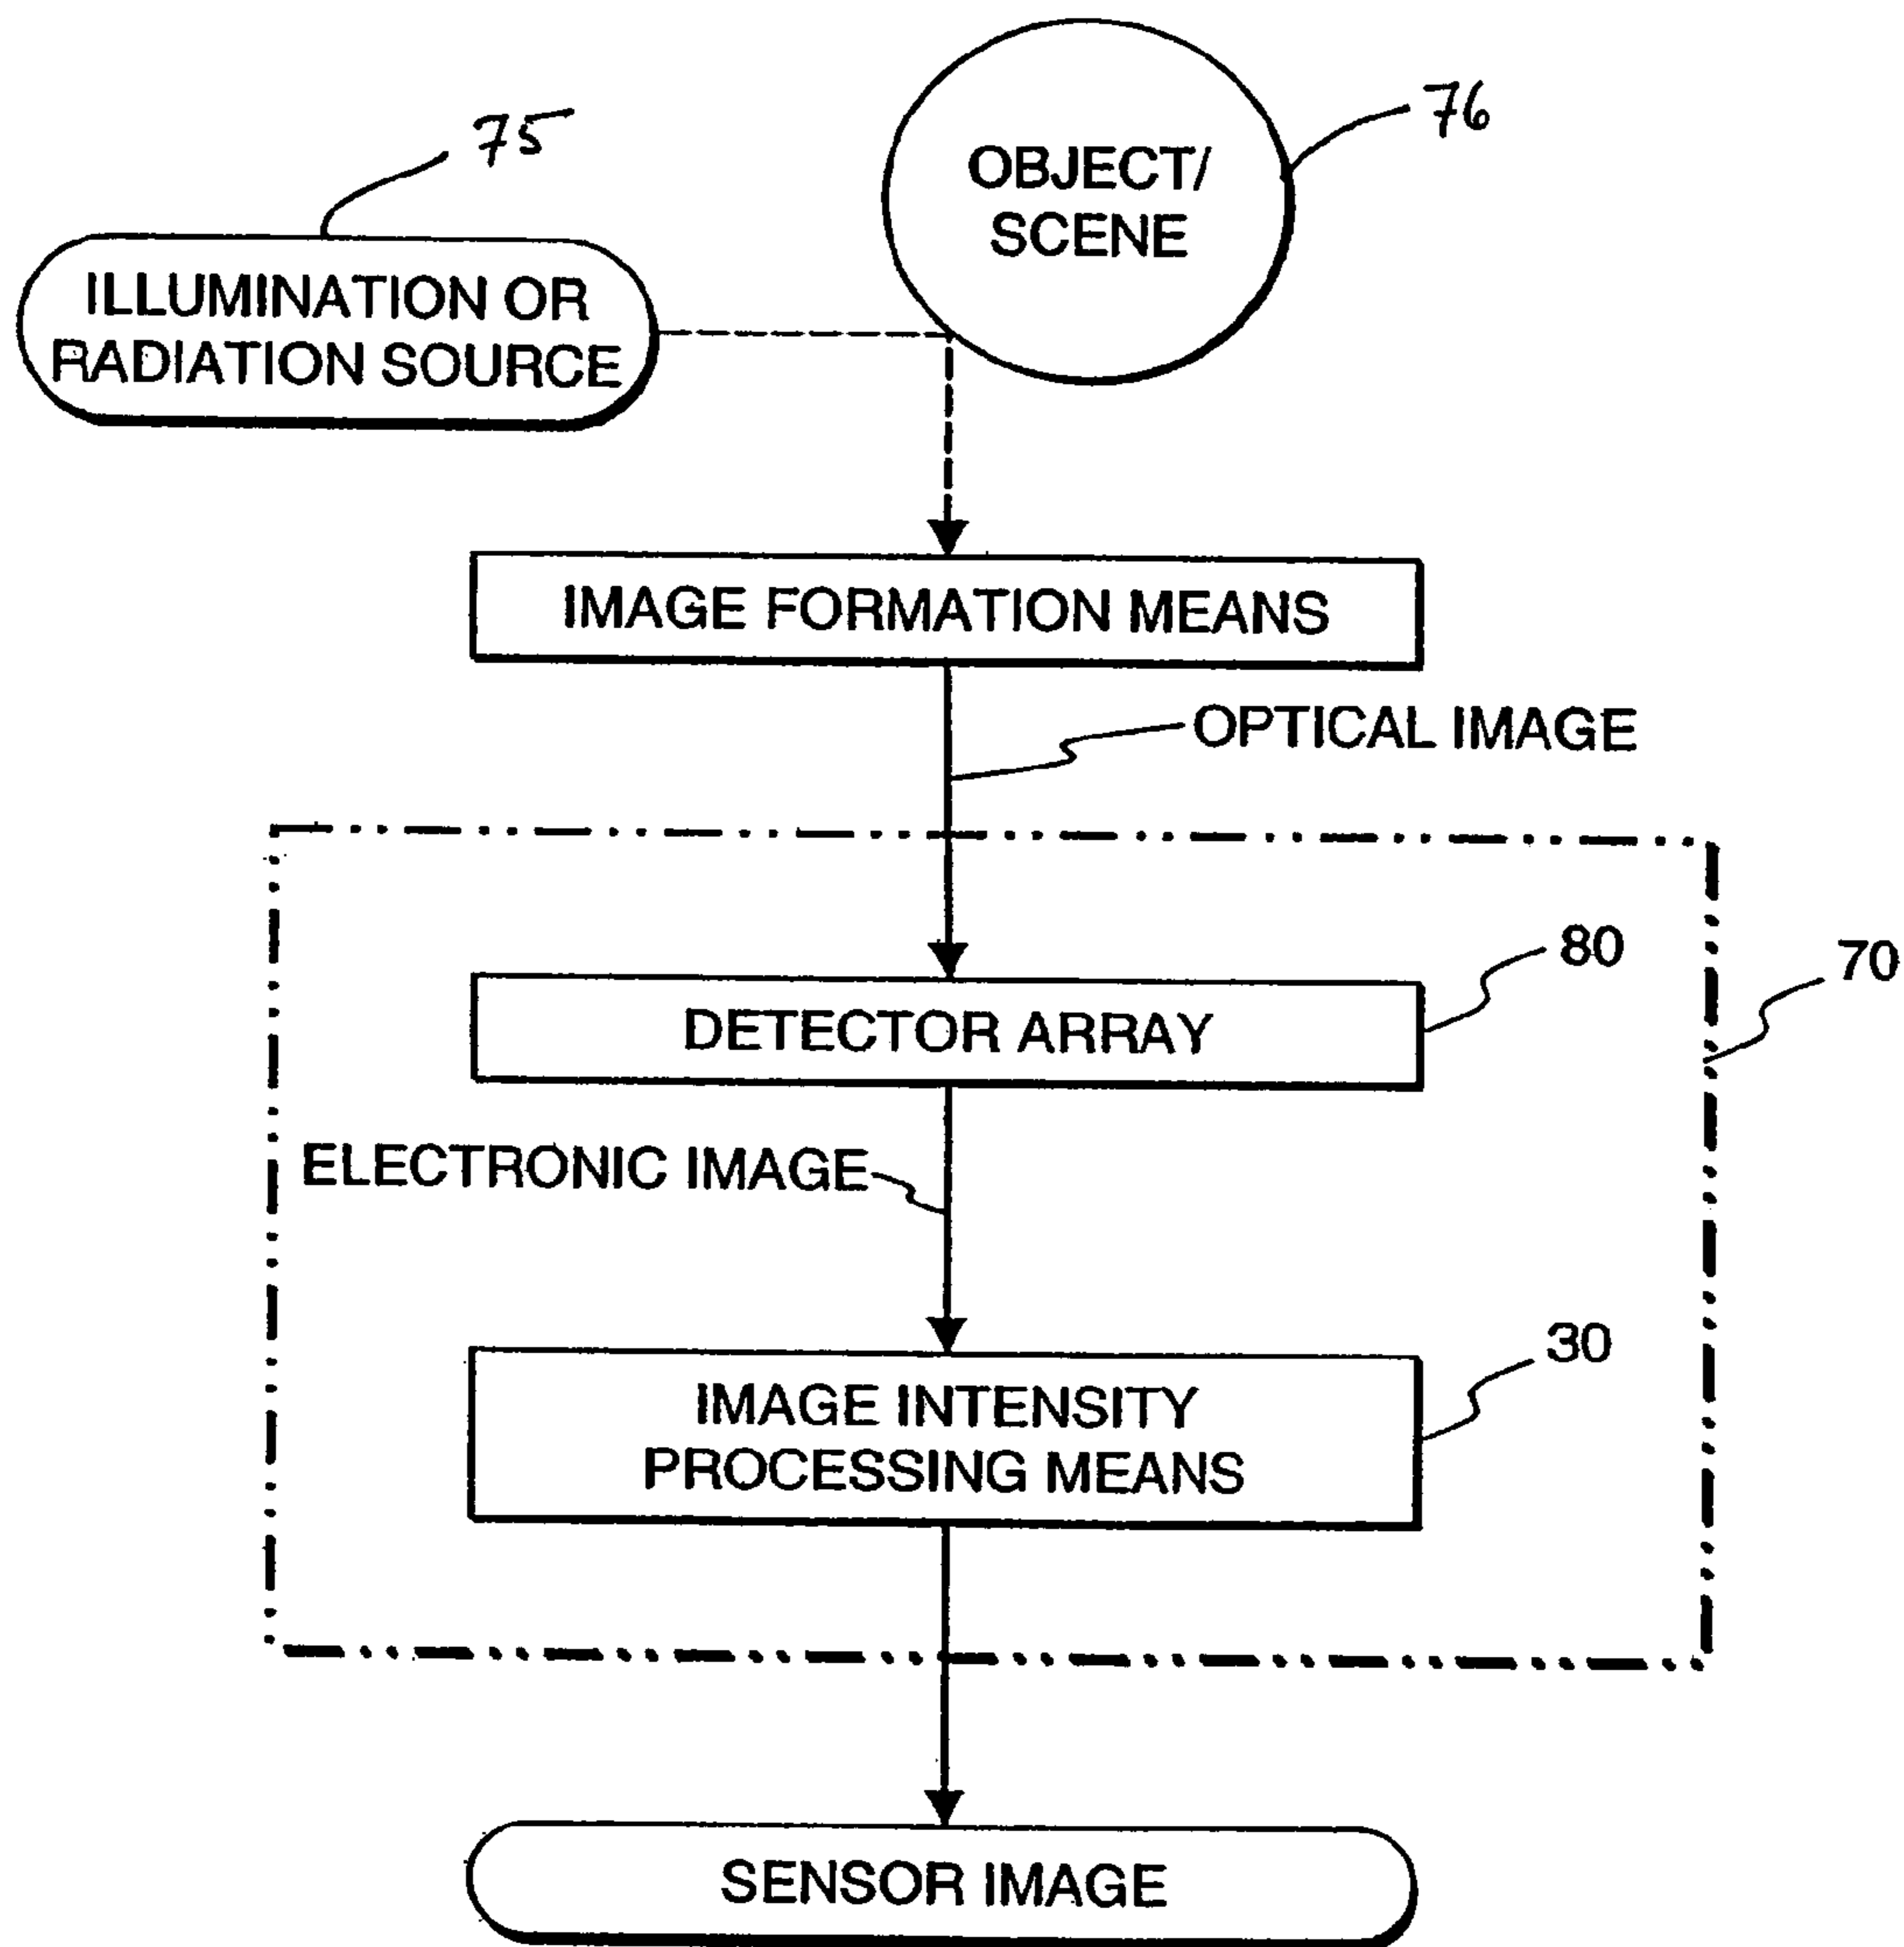 75
76
OBJECT/
SCENE
ILLUMINATION OR
RADIATION SOURCE
IMAGE FORMATION MEANS
OPTICAL IMAGE
80
70
DETECTOR ARRAY
ELECTRONIC IMAGE
30
IMAGE INTENSITY
PROCESSING MEANS
SENSOR IMAGE